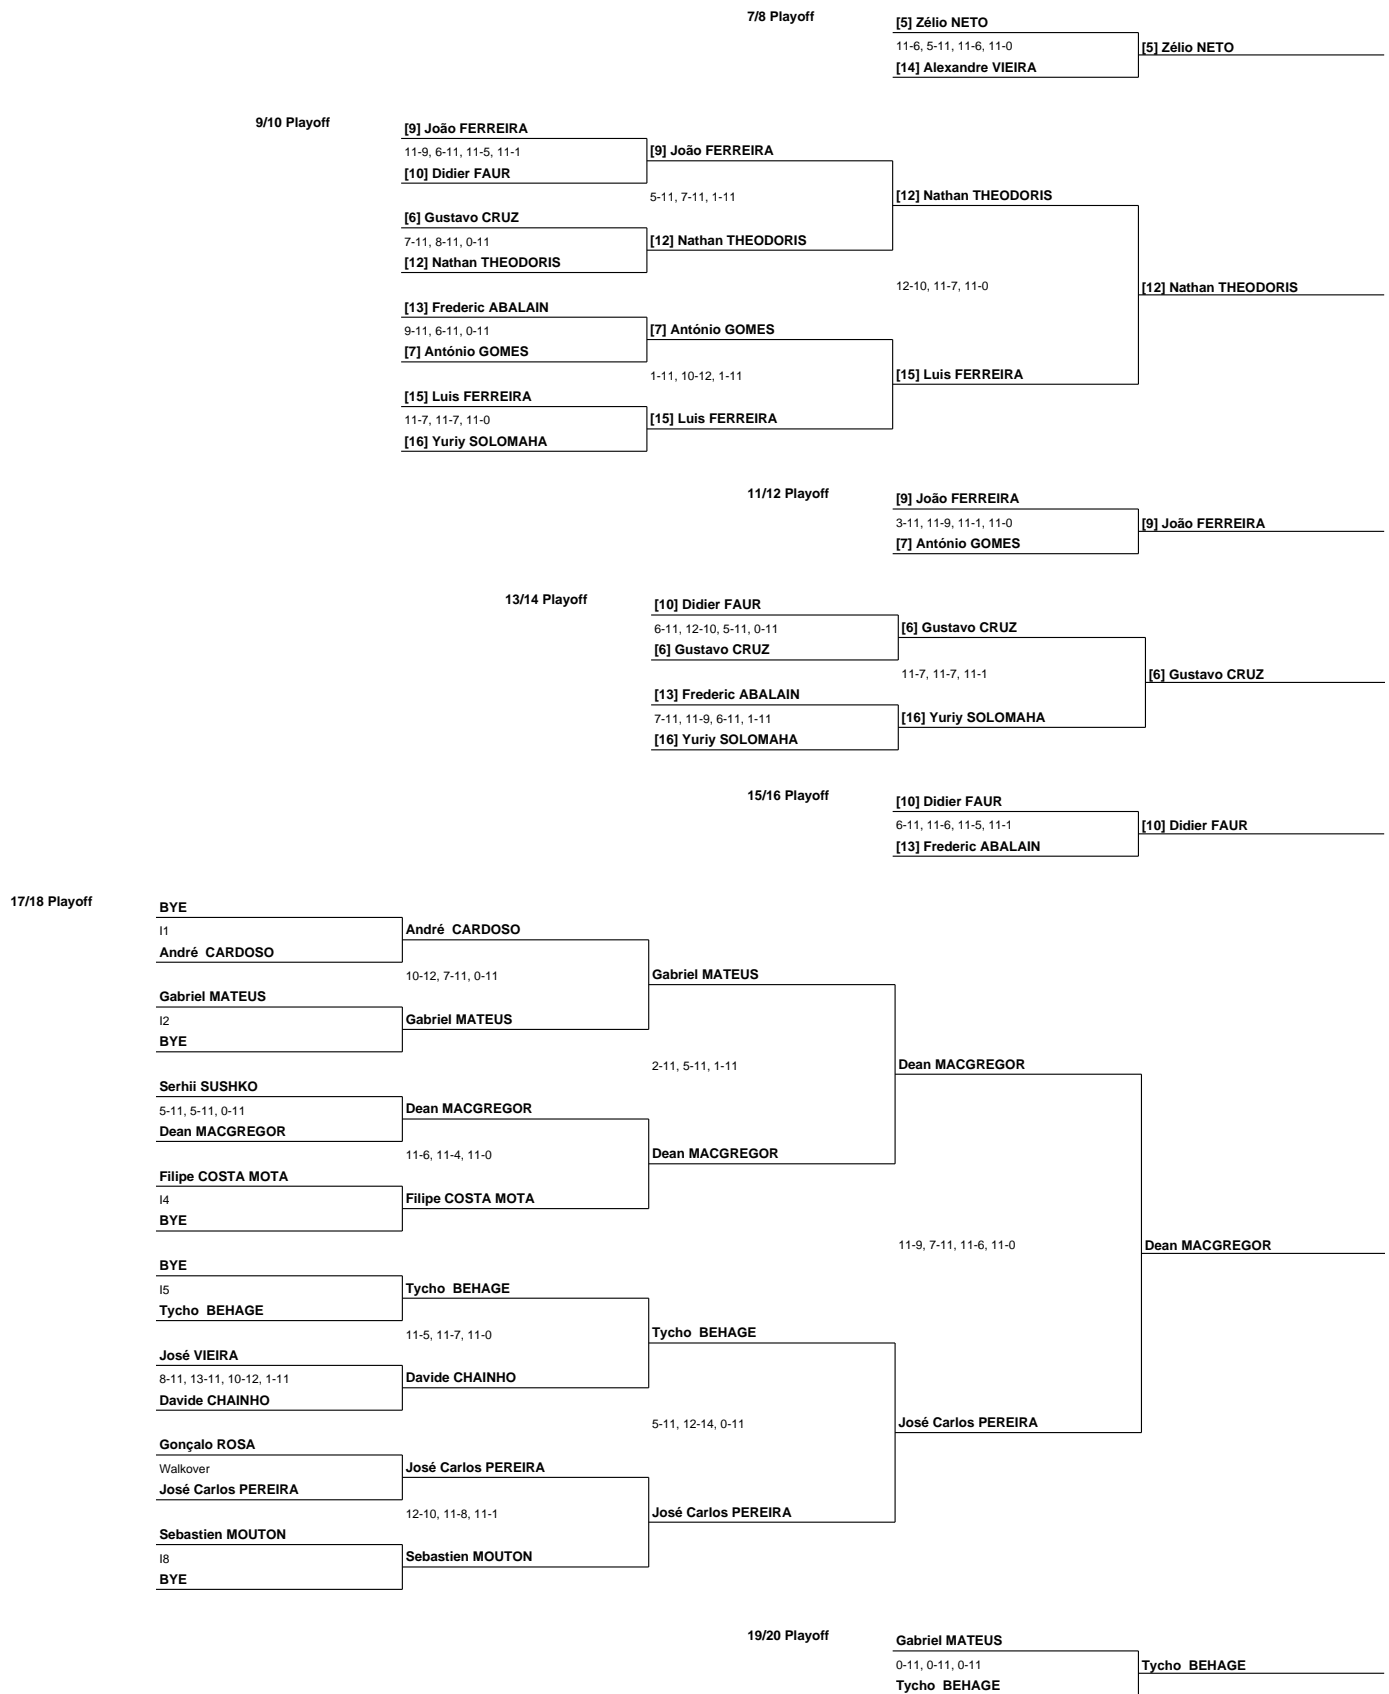 7/8 Playoff
[5] Zélio NETO
11-6, 5-11, 11-6, 11-0
[5] Zélio NETO
[14] Alexandre VIEIRA
9/10 Playoff
[9] João FERREIRA
11-9, 6-11, 11-5, 11-1
[9] João FERREIRA
[10] Didier FAUR
5-11, 7-11, 1-11
[12] Nathan THEODORIS
[6] Gustavo CRUZ
7-11, 8-11, 0-11
[12] Nathan THEODORIS
[12] Nathan THEODORIS
12-10, 11-7, 11-0
[12] Nathan THEODORIS
[13] Frederic ABALAIN
9-11, 6-11, 0-11
[7] António GOMES
[7] António GOMES
1-11, 10-12, 1-11
[15] Luis FERREIRA
[15] Luis FERREIRA
11-7, 11-7, 11-0
[15] Luis FERREIRA
[16] Yuriy SOLOMAHA
11/12 Playoff
[9] João FERREIRA
3-11, 11-9, 11-1, 11-0
[9] João FERREIRA
[7] António GOMES
13/14 Playoff
[10] Didier FAUR
6-11, 12-10, 5-11, 0-11
[6] Gustavo CRUZ
[6] Gustavo CRUZ
11-7, 11-7, 11-1
[6] Gustavo CRUZ
[13] Frederic ABALAIN
7-11, 11-9, 6-11, 1-11
[16] Yuriy SOLOMAHA
[16] Yuriy SOLOMAHA
15/16 Playoff
[10] Didier FAUR
6-11, 11-6, 11-5, 11-1
[10] Didier FAUR
[13] Frederic ABALAIN
17/18 Playoff
BYE
I1
André  CARDOSO
André  CARDOSO
10-12, 7-11, 0-11
Gabriel MATEUS
Gabriel MATEUS
I2
Gabriel MATEUS
BYE
2-11, 5-11, 1-11
Dean MACGREGOR
Serhii SUSHKO
5-11, 5-11, 0-11
Dean MACGREGOR
Dean MACGREGOR
11-6, 11-4, 11-0
Dean MACGREGOR
Filipe COSTA MOTA
I4
Filipe COSTA MOTA
BYE
11-9, 7-11, 11-6, 11-0
Dean MACGREGOR
BYE
I5
Tycho  BEHAGE
Tycho  BEHAGE
11-5, 11-7, 11-0
Tycho  BEHAGE
José VIEIRA
8-11, 13-11, 10-12, 1-11
Davide CHAINHO
Davide CHAINHO
5-11, 12-14, 0-11
José Carlos PEREIRA
Gonçalo ROSA
Walkover
José Carlos PEREIRA
José Carlos PEREIRA
12-10, 11-8, 11-1
José Carlos PEREIRA
Sebastien MOUTON
I8
Sebastien MOUTON
BYE
19/20 Playoff
Gabriel MATEUS
0-11, 0-11, 0-11
Tycho  BEHAGE
Tycho  BEHAGE